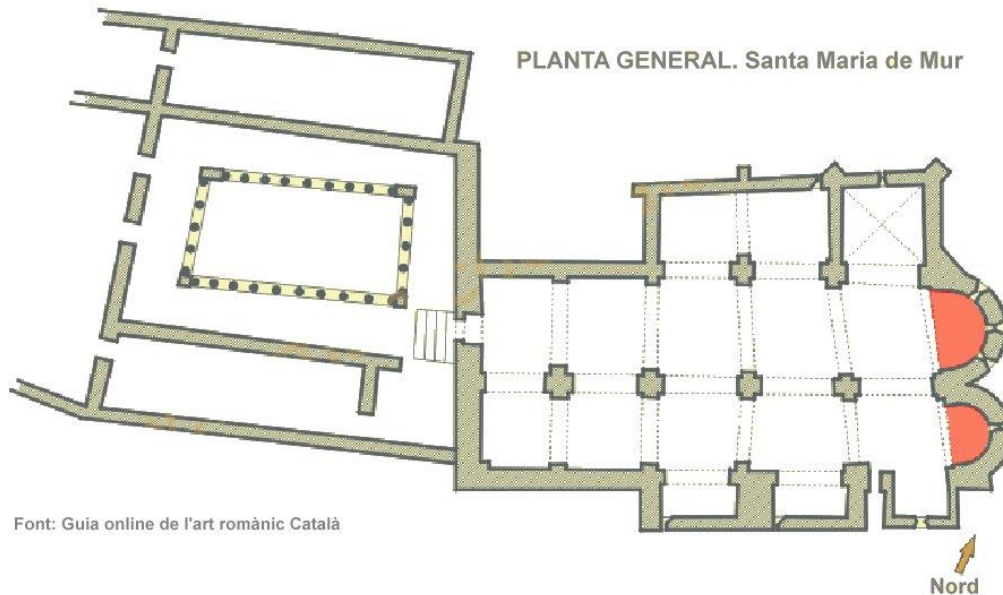 PLANTA GENERAL. Santa Maria de Mur
Font: Guia online de l'art romànic Català
Nord